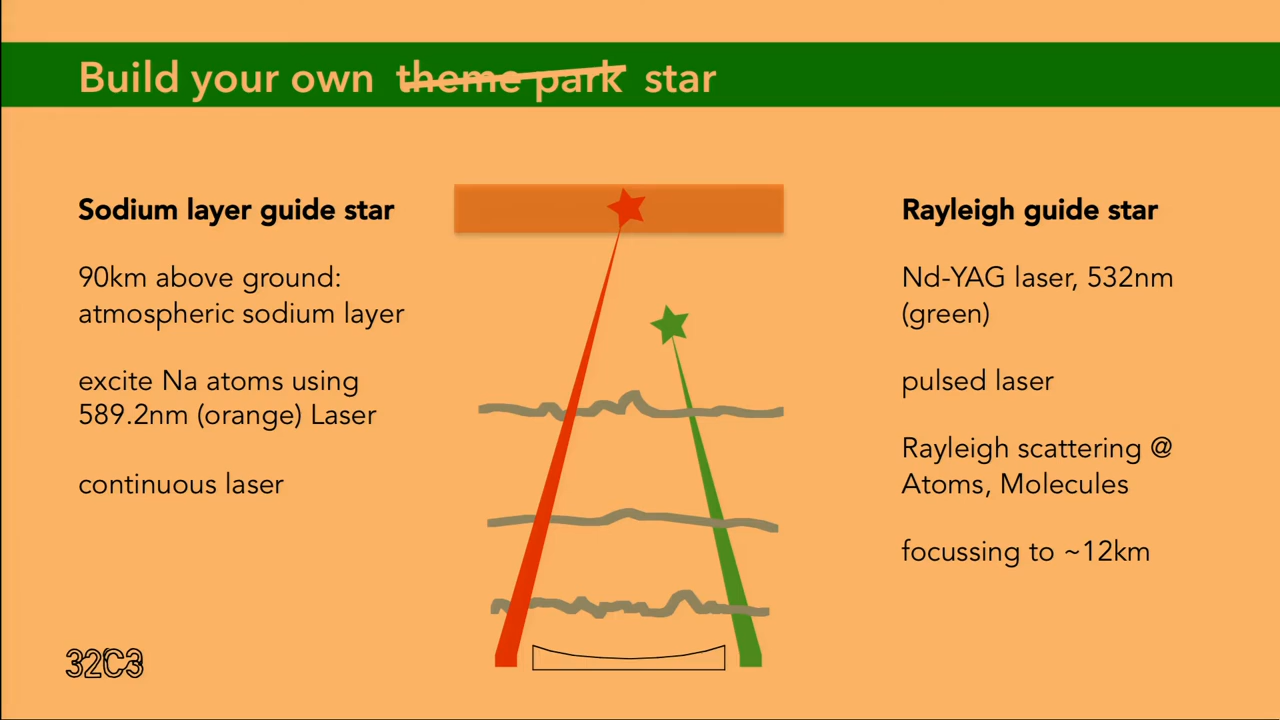 Build your own theme park star
Sodium layer guide star
90km above ground:
atmospheric sodium layer
excite Na atoms using
589.2nm (orange) Laser
continuous laser
Rayleigh guide star
Nd-YAG laser, 532nm
(green)
pulsed laser
Rayleigh scattering @
Atoms, Molecules
focussing to ~12km
32C3